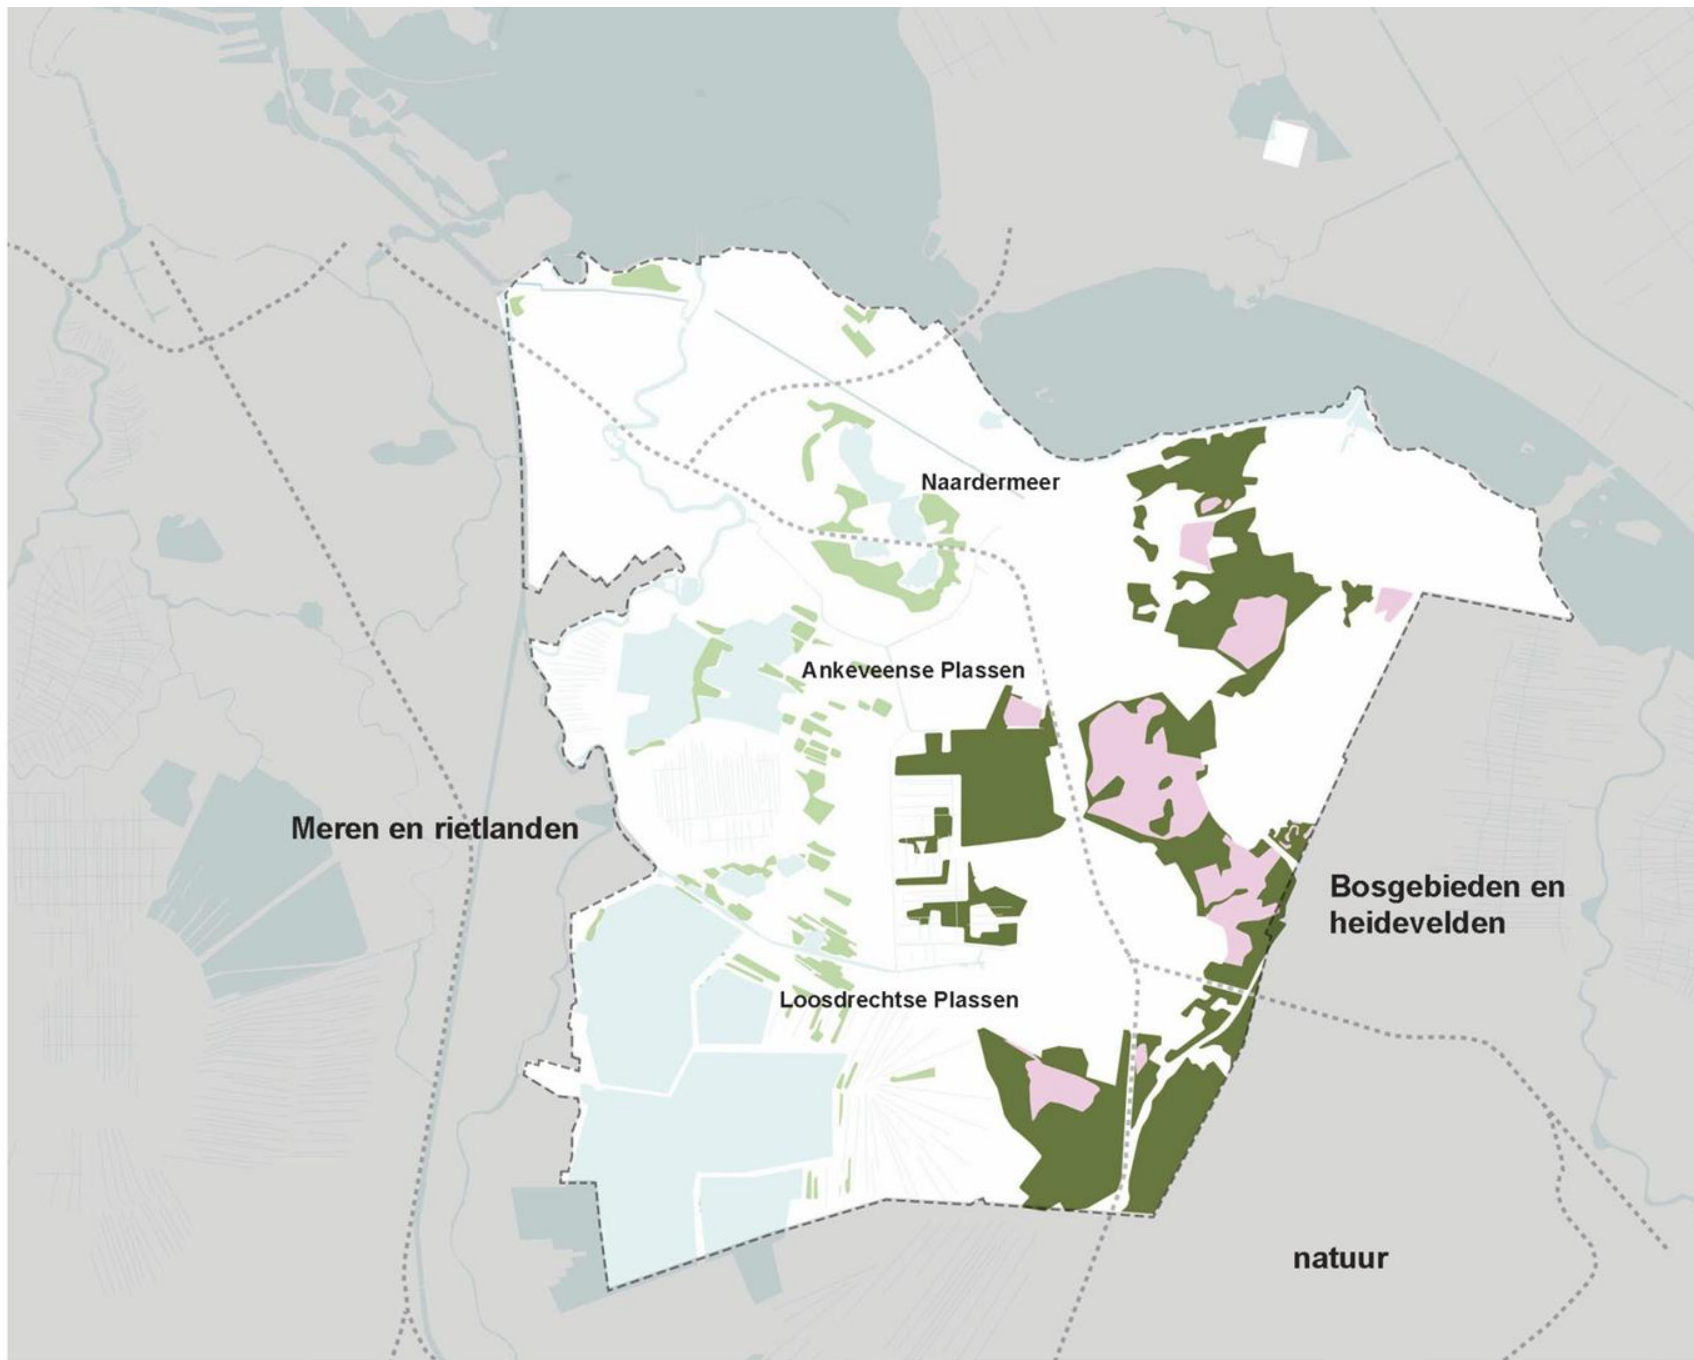 Naardermeer
Ankeveense Plassen
Meren en rietlanden
Bosgebieden en
heidevelden
Loosdrechtse Plassen
natuur